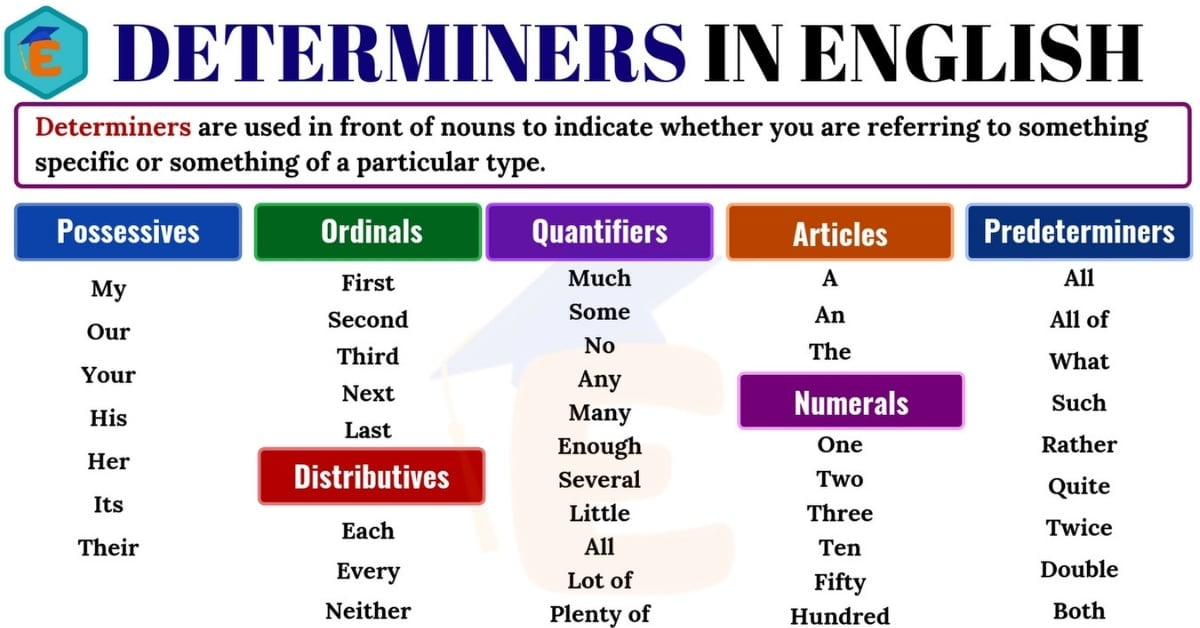 E
DETERMINERS IN ENGLISH
Determiners are used in front of nouns to indicate whether you are referring to something
specific or something of a particular type.
Possessives
My
Our
Your
His
Her
Its
Their
Ordinals
First
Second
Third
Next
Last
Distributives
Each
Every
Neither
Quantifiers
Much
Some
No
Any
Many
Enough
Several
Little
All
Lot of
Plenty of
Articles
A
An
The
Numerals
One
Two
Three
Ten
Fifty
Hundred
Predeterminers
All
All of
What
Such
Rather
Quite
Twice
Double
Both
E